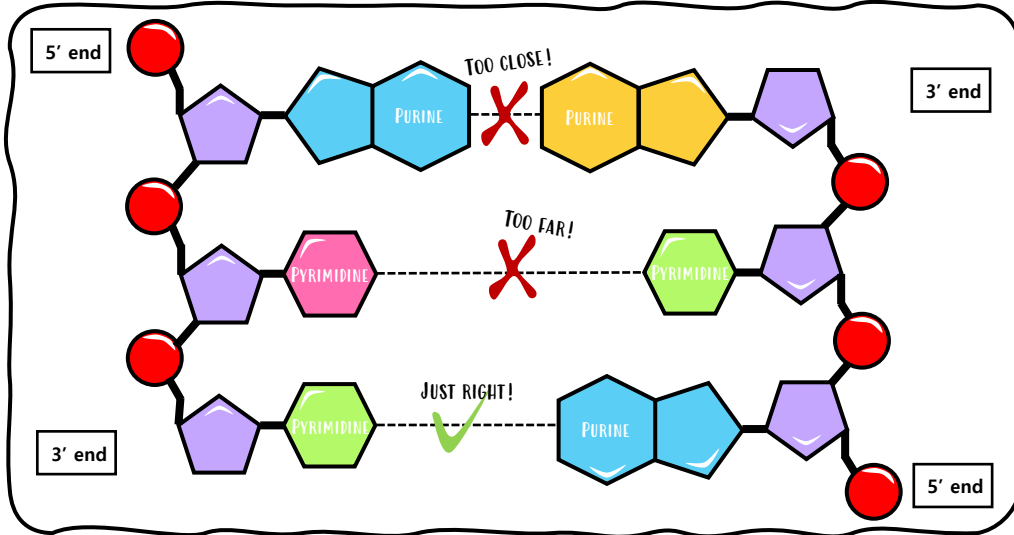 5' end
TOO CLOSE!
3' end
PURINE
PURINE
TOO FAR!
PYRIMIDINE
PYRIMIDINE
JUST RIGHT!
PYRIMIDINE
PURINE
3' end
5' end